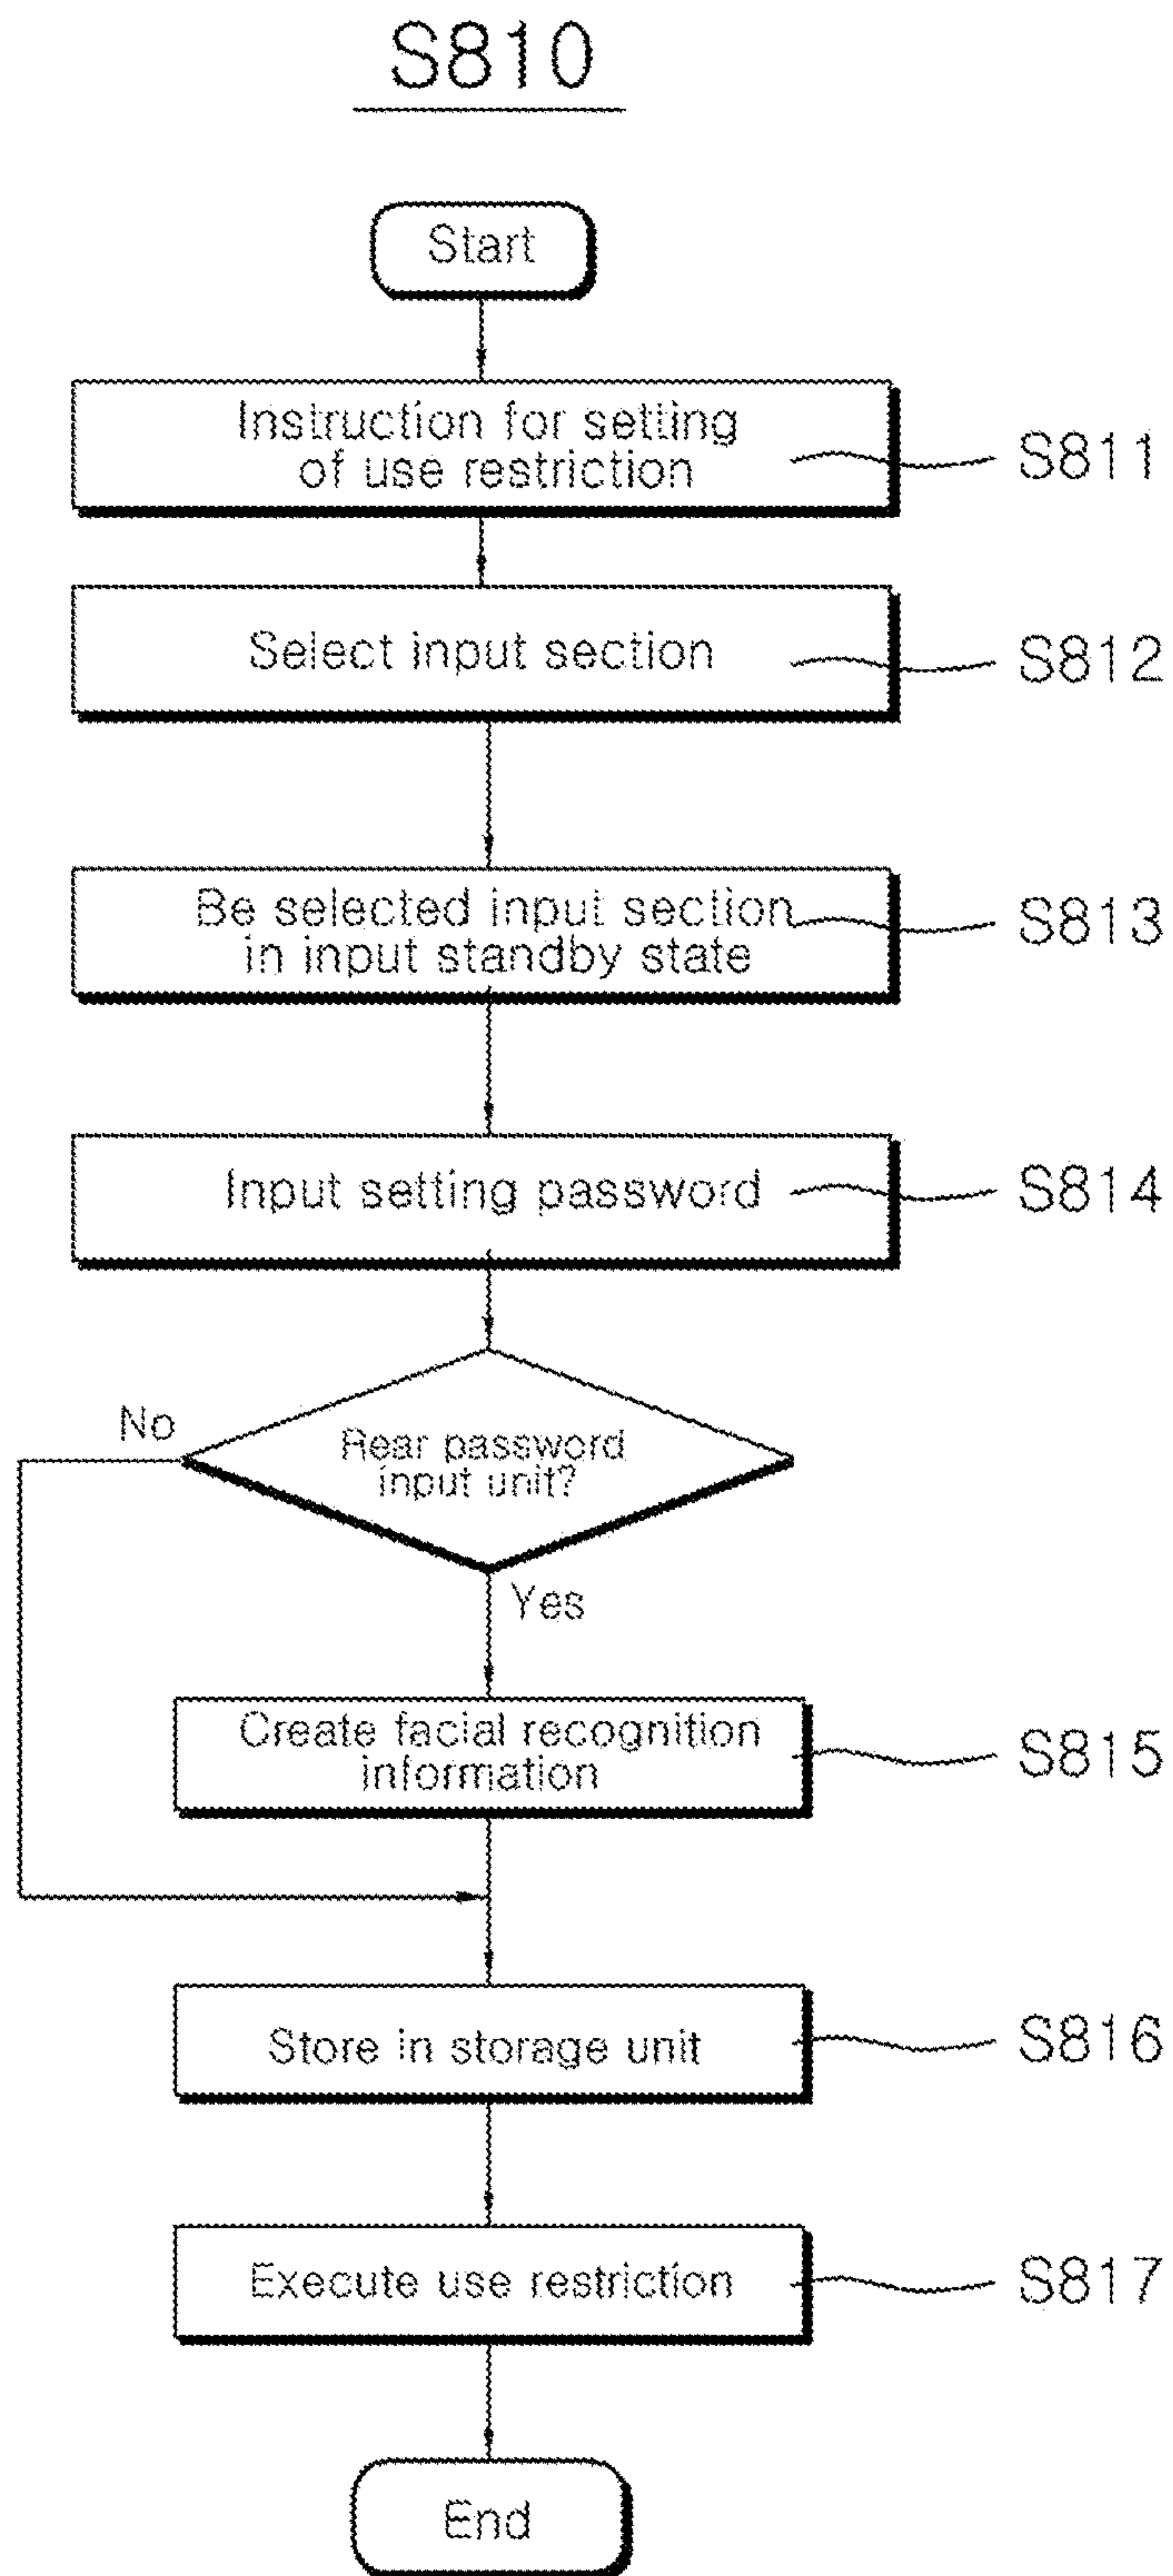 S810
Start
Instruction for setting
of use restriction
S811
Select input section
S812
Be selected input section
in input standby state
S813
Input setting password
S814
No
Rear password
input unit?
Yes
Create facial recognition
information
S815
Store in storage unit
S816
Execute use restriction
S817
End